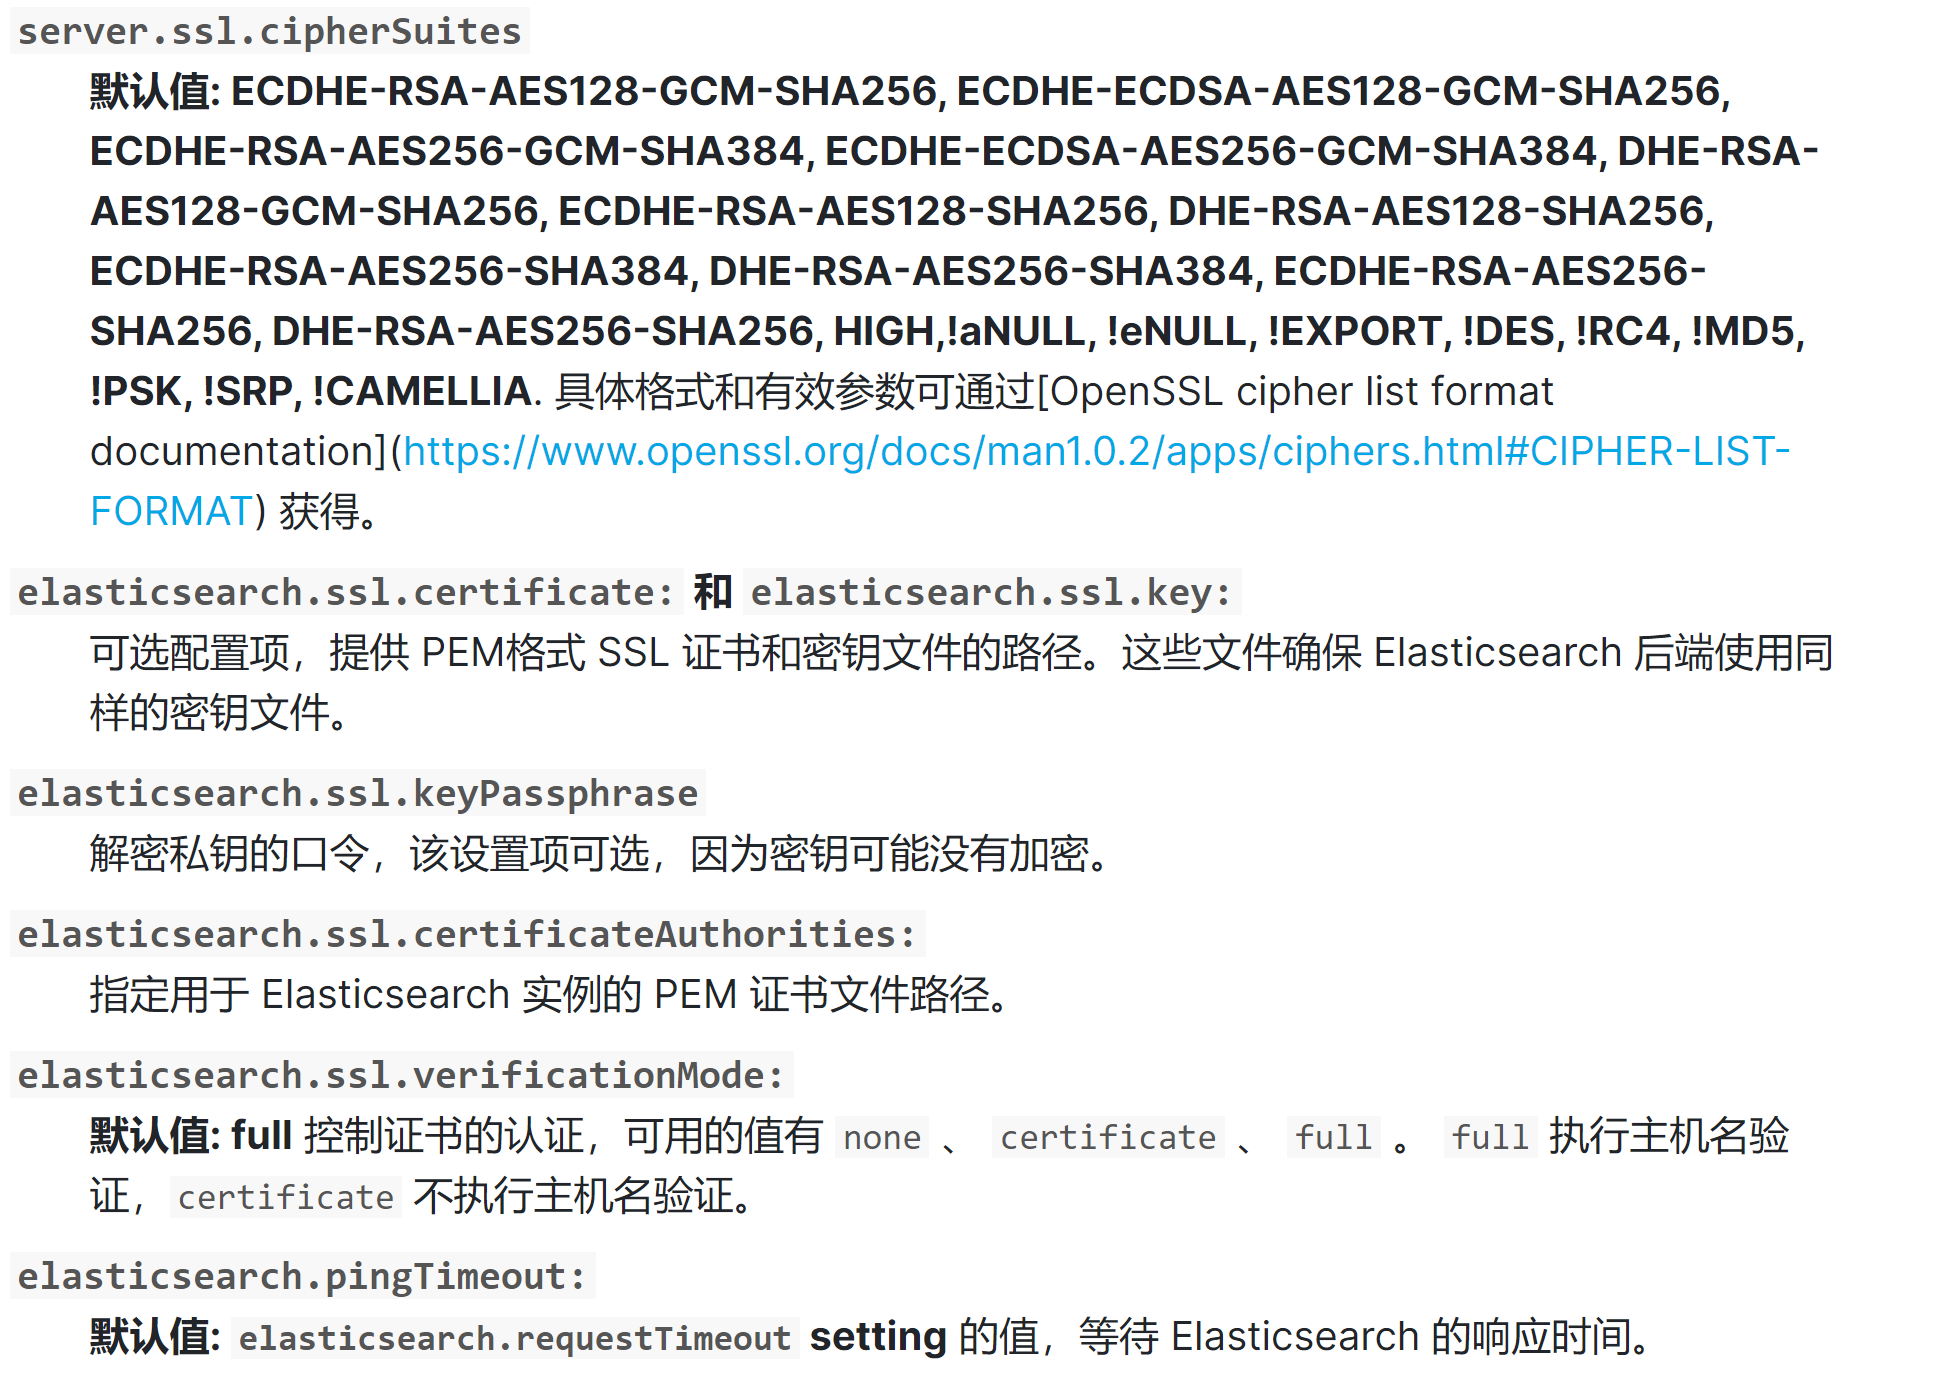 server.ssl.cipherSuites
默认值: ECDHE-RSA-AES128-GCM-SHA256, ECDHE-ECDSA-AES128-GCM-SHA256,
ECDHE-RSA-AES256-GCM-SHA384, ECDHE-ECDSA-AES256-GCM-SHA384, DHE-RSA-
AES128-GCM-SHA256, ECDHE-RSA-AES128-SHA256, DHE-RSA-AES128-SHA256,
ECDHE-RSA-AES256-SHA384, DHE-RSA-AES256-SHA384, ECDHE-RSA-AES256-
SHA256, DHE-RSA-AES256-SHA256, HIGH,!aNULL, !eNULL, !EXPORT, !DES, !RC4, !MD5,
!PSK, !SRP, !CAMELLIA. 具体格式和有效参数可通过[OpenSSL cipher list format
documentation](https://www.openssl.org/docs/man1.0.2/apps/ciphers.html#CIPHER-LIST-
FORMAT) 获得。
elasticsearch.ssl.certificate: 和 elasticsearch.ssl.key:
可选配置项，提供 PEM格式 SSL 证书和密钥文件的路径。这些文件确保 Elasticsearch 后端使用同
样的密钥文件。
elasticsearch.ssl.keyPassphrase
解密私钥的口令，该设置项可选，因为密钥可能没有加密。
elasticsearch.ssl.certificateAuthorities:
指定用于 Elasticsearch 实例的 PEM 证书文件路径。
elasticsearch.ssl.verificationMode:
默认值: full 控制证书的认证，可用的值有 none 、 certificate 、 full 。 full 执行主机名验
证， certificate 不执行主机名验证。
elasticsearch.pingTimeout:
默认值: elasticsearch.requestTimeout setting 的值，等待 Elasticsearch 的响应时间。